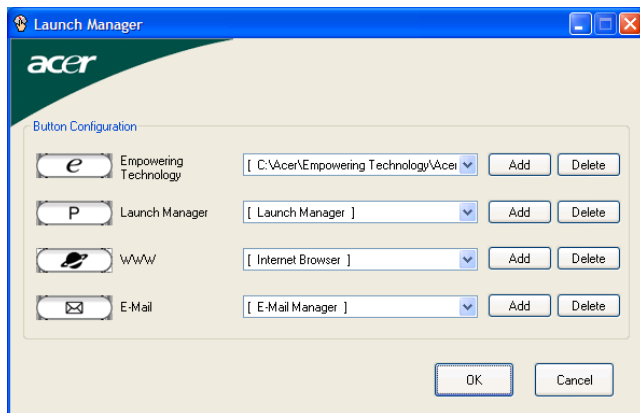 Launch Manager
acer
Button Configuration
e
Empowering
Technology
[ C:\Acer\Empowering Technology\Acer
Add
Delete
P
Launch Manager
[ Launch Manager ]
Add
Delete
WWW
[ Internet Browser ]
Add
Delete
E-Mail
[ E-Mail Manager ]
Add
Delete
OK
Cancel